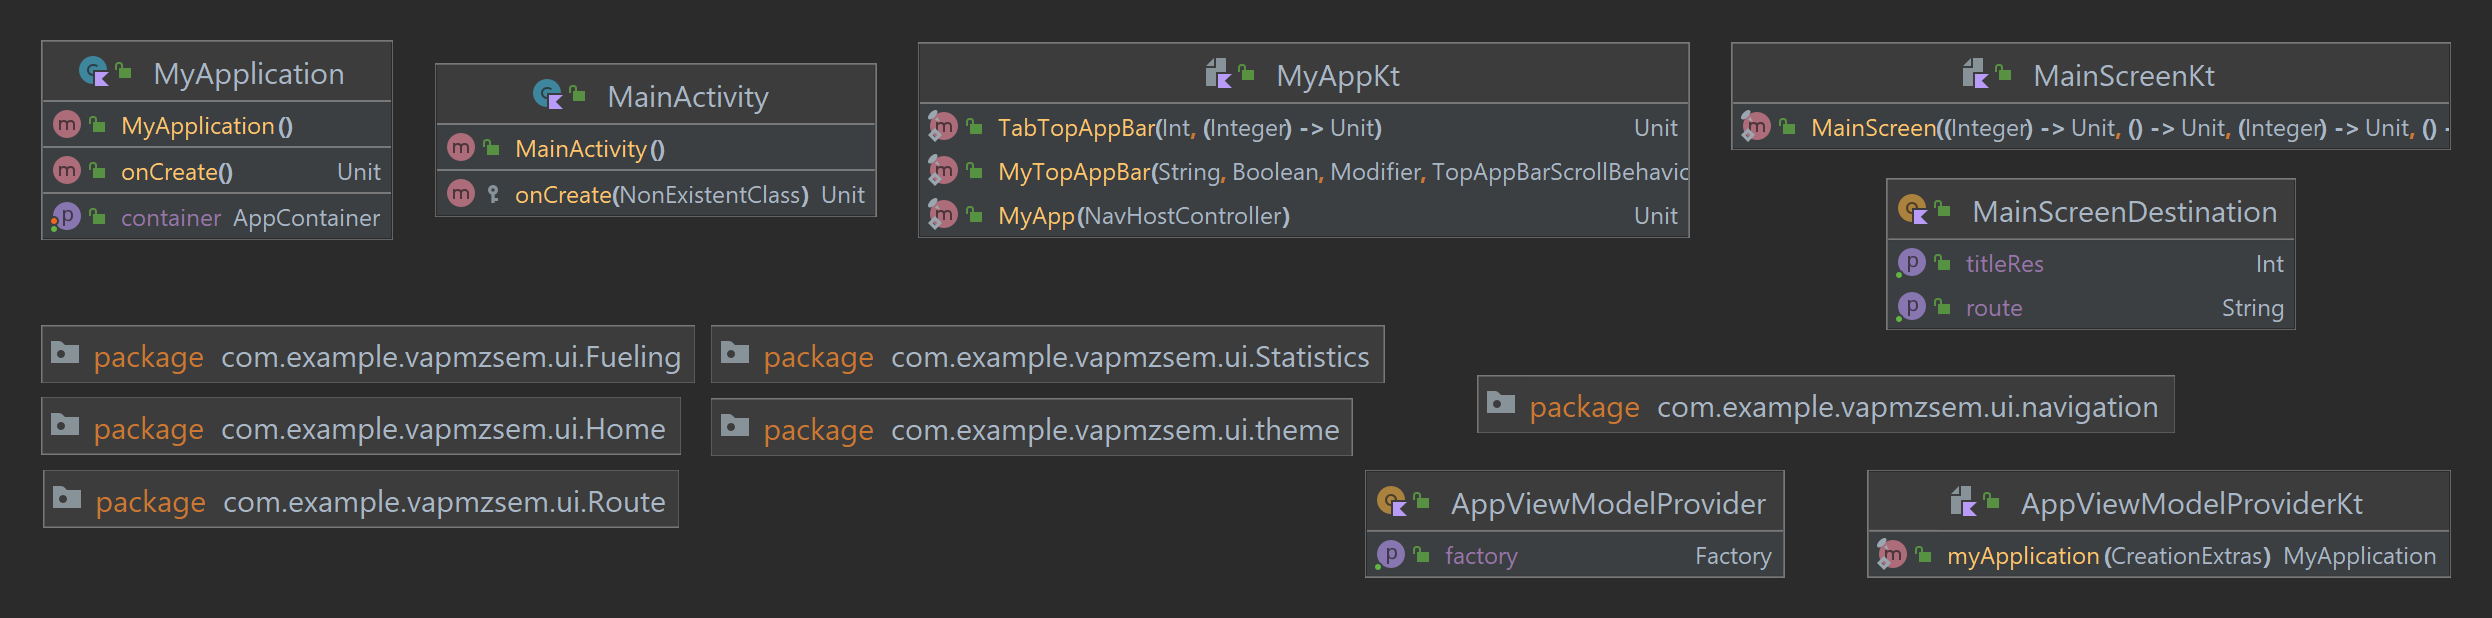 MyApplication
MyApplication()
onCreate() Unit
container AppContainer
MainActivity
MainActivity()
onCreate(NonExistentClass) Unit
MyAppKt
TabTopAppBar(Int, (Integer) -> Unit) Unit
MyTopAppBar(String, Boolean, Modifier, TopAppBarScrollBehavio
MyApp(NavHostController) Unit
MainScreenKt
MainScreen((Integer) -> Unit, () -> Unit, (Integer) -> Unit, () -
MainScreenDestination
titleRes Int
route String
package com.example.vapmzsem.ui.Fueling
package com.example.vapmzsem.ui.Statistics
package com.example.vapmzsem.ui.Home
package com.example.vapmzsem.ui.theme
package com.example.vapmzsem.ui.navigation
package com.example.vapmzsem.ui.Route
AppViewModelProvider
factory Factory
AppViewModelProviderKt
myApplication(CreationExtras) MyApplication